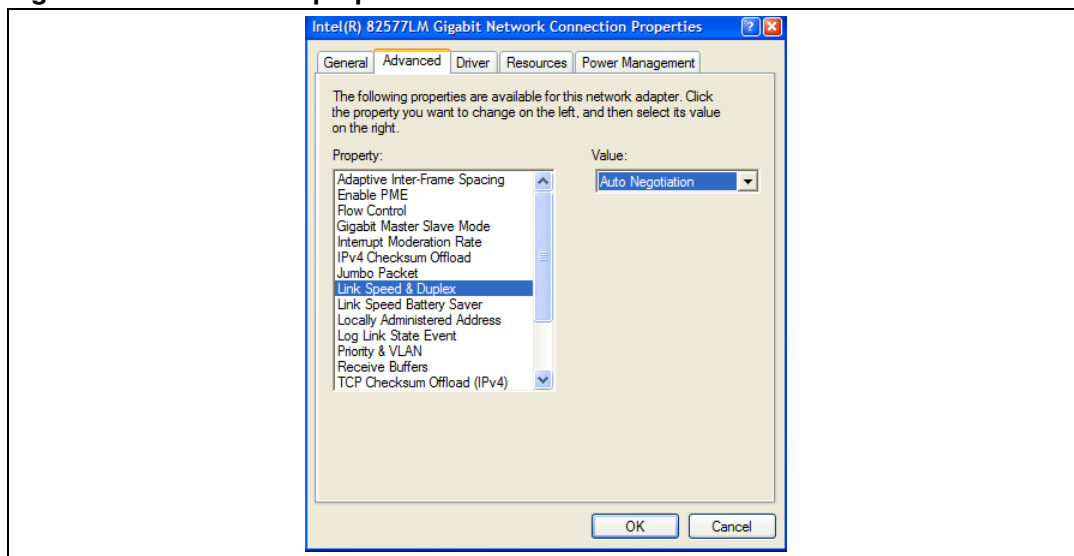 Intel(R) 82577LM Gigabit Network Connection Properties
General Advanced Driver Resources Power Management
The following properties are available for this network adapter. Click
the property you want to change on the left, and then select its value
on the right.
Property:
Value:
Adaptive Inter-Frame Spacing
Auto Negotiation
Enable PME
Flow Control
Gigabit Master Slave Mode
Interrupt Moderation Rate
IPv4 Checksum Offload
Jumbo Packet
Link Speed & Duplex
Link Speed Battery Saver
Locally Administered Address
Log Link State Event
Priority & VLAN
Receive Buffers
TCP Checksum Offload (IPv4)
OK Cancel